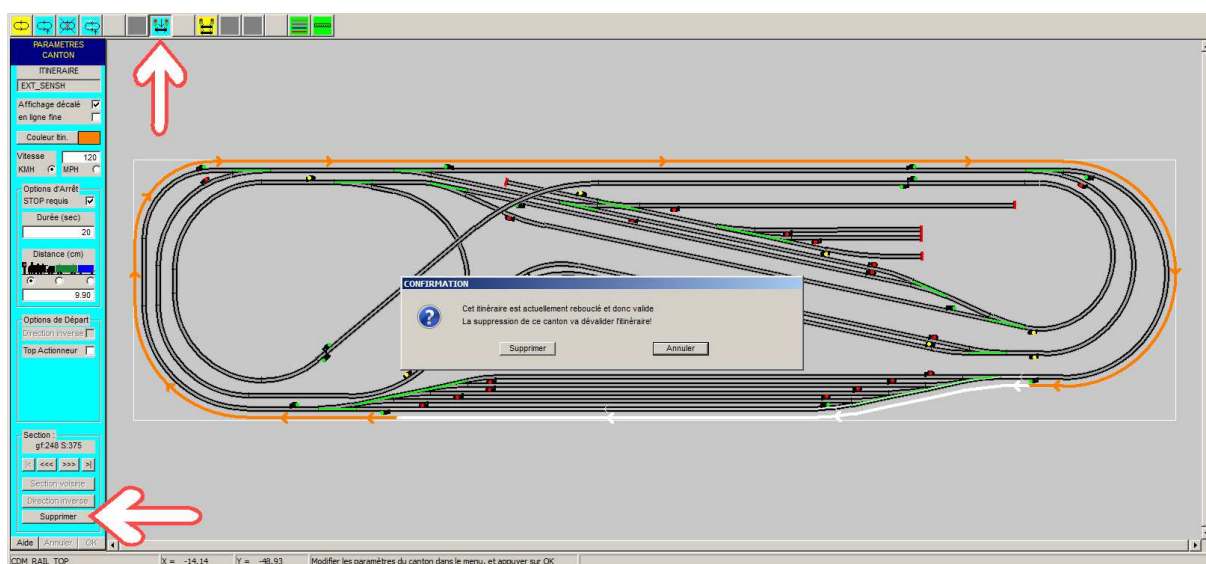 PARAMETRES
CANTON
ITINERAIRE
EXT_SENSH
Affichage décalé
en ligne fine
Couleur Itin.
Vitesse
120
KMH
MPH
Options d'Arrêt
STOP requis
Durée (sec)
20
Distance (cm)
9.90
Options de Départ
Direction inverse
Top Actionneur
Section :
gf:248 S:375
|<
<<<
>>>
>|
Section voisine
Direction inverse
Supprimer
Aide
Annuler
OK
CONFIRMATION
Cet itinéraire est actuellement rebouclé et donc valide
La suppression de ce canton va dévalider l'itinéraire!
Supprimer
Annuler
CDM_RAIL_TOP
X = -14.14
Y = -48.93
Modifier les paramètres du canton dans le menu, et appuyer sur OK